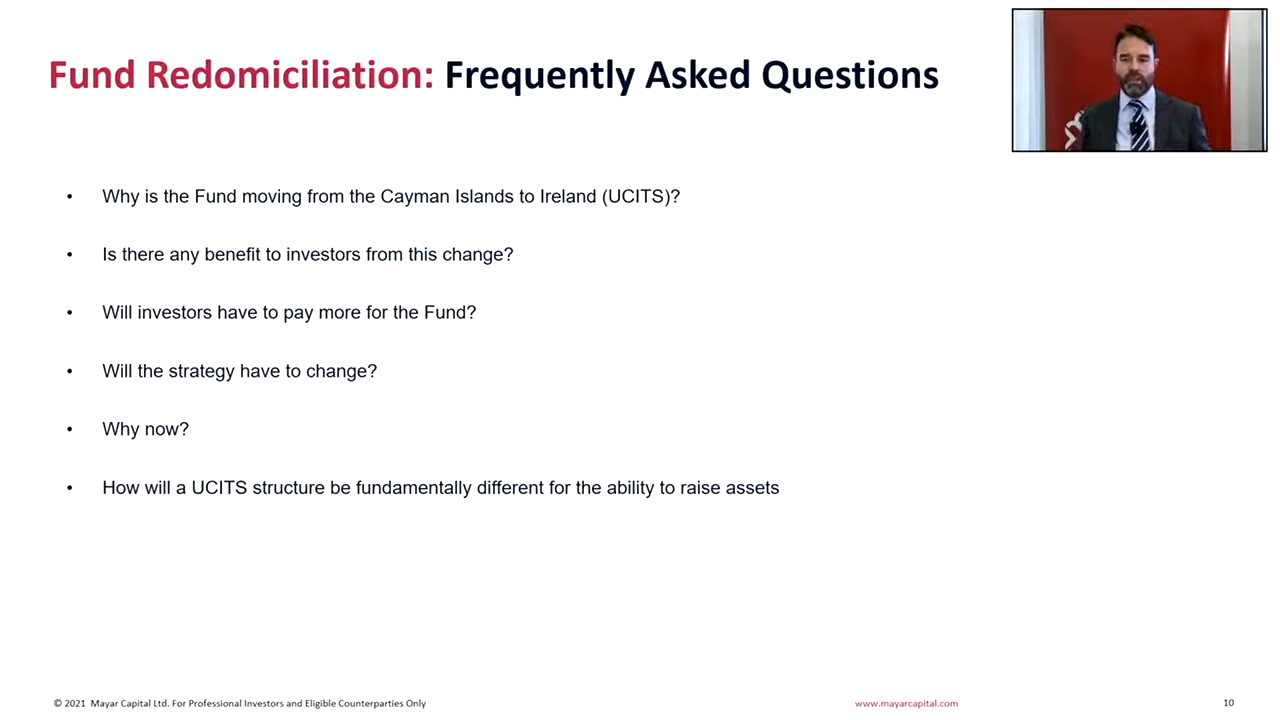 Fund Redomiciliation: Frequently Asked Questions
• Why is the Fund moving from the Cayman Islands to Ireland (UCITS)?
• Is there any benefit to investors from this change?
• Will investors have to pay more for the Fund?
• Will the strategy have to change?
• Why now?
• How will a UCITS structure be fundamentally different for the ability to raise assets
© 2021 Mayar Capital Ltd. For Professional Investors and Eligible Counterparties Only
www.mayarcapital.com
10